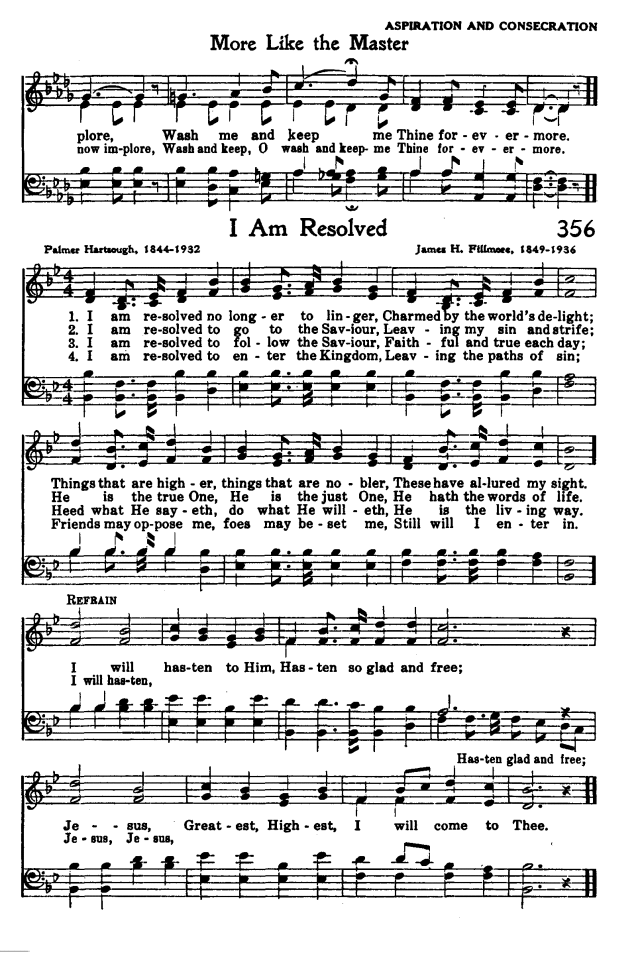 ASPIRATION AND CONSECRATION
More Like the Master
plore, Wash me and keep me Thine for - ev - er - more.
now im-plore, Wash and keep, O wash and keep- me Thine for - ev - er - more.
I Am Resolved 356
Palmer Hartsough, 1844-1932 James H. Fillmore, 1849-1936
4 4
1. I am re-solved no long - er to lin - ger, Charmed by the world's de-light;
2. I am re-solved to go to the Sav-iour, Leav - ing my sin and strife;
3. I am re-solved to fol - low the Sav-iour, Faith - ful and true each day;
4. I am re-solved to en - ter the Kingdom, Leav - ing the paths of sin;
4 4
Things that are high - er, things that are no - bler, These have al-lured my sight.
He is the true One, He is the just One, He hath the words of life.
Heed what He say - eth, do what He will - eth, He is the liv - ing way.
Friends may op-pose me, foes may be - set me, Still will I en - ter in.
REFRAIN
I will has-ten to Him, Has - ten so glad and free;
I will has-ten,
Has-ten glad and free;
Je - - sus, Great - est, High - est, I will come to Thee.
Je - sus, Je - sus,